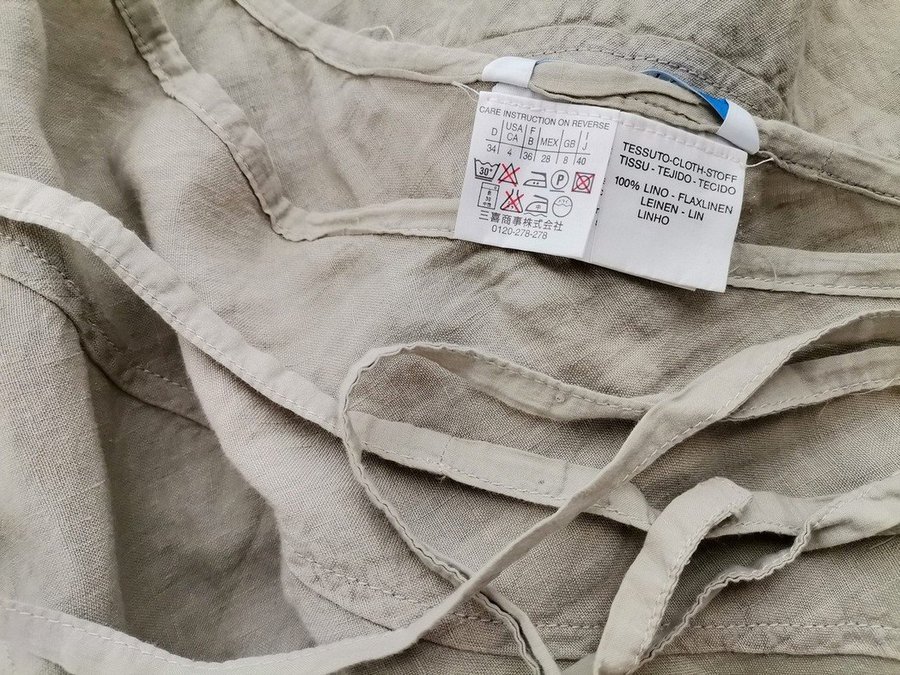 CARE INSTRUCTION ON REVERSE
D USA CA F B MEX GB I J
34 4 36 28 8 40
30° P
三喜商事株式会社
0120-278-278
TESSUTO-CLOTH-STOFF
TISSU - TEJIDO - TECIDO
100% LINO - FLAXLINEN
LEINEN - LIN
LINHO